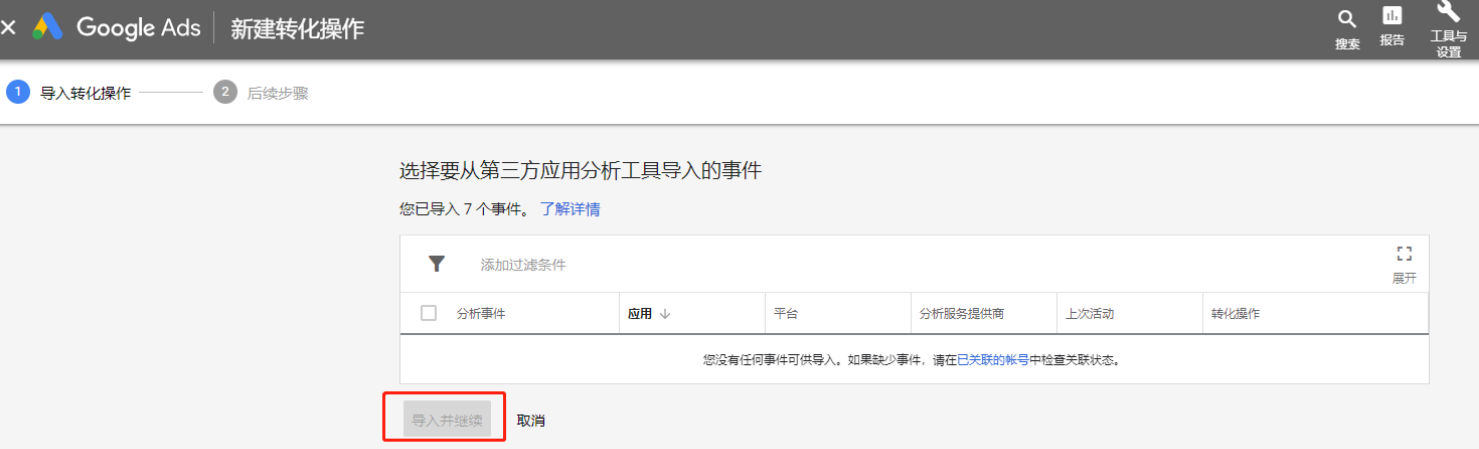 × Google Ads 新建转化操作
搜索 报告 工具与
设置
1 导入转化操作 2 后续步骤
选择要从第三方应用分析工具导入的事件
您已导入 7 个事件。 了解详情
添加过滤条件
展开
分析事件 应用 ↓ 平台 分析服务提供商 上次活动 转化操作
您没有任何事件可供导入。如果缺少事件，请在已关联的帐号中检查关联状态。
导入并继续 取消